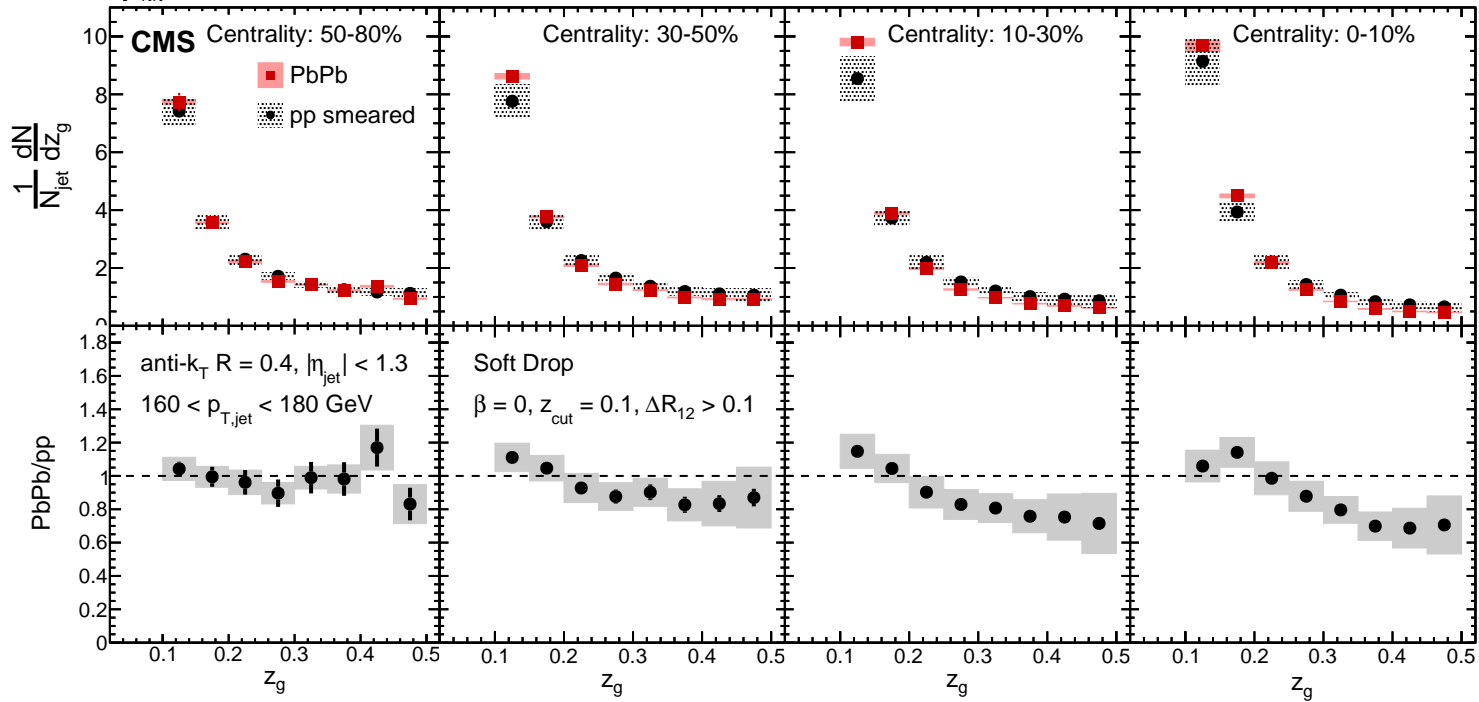 CMS Centrality: 50-80%
Centrality: 30-50%
Centrality: 10-30%
Centrality: 0-10%
PbPb
pp smeared
1/N_jet dN/dz_g
10
8
6
4
2
0
anti-k_T R = 0.4, |η_jet| < 1.3
160 < p_T,jet < 180 GeV
Soft Drop
β = 0, z_cut = 0.1, ΔR_12 > 0.1
PbPb/pp
1.8
1.6
1.4
1.2
1
0.8
0.6
0.4
0.2
0
0.1 0.2 0.3 0.4 0.5
0.1 0.2 0.3 0.4 0.5
0.1 0.2 0.3 0.4 0.5
0.1 0.2 0.3 0.4 0.5
z_g
z_g
z_g
z_g